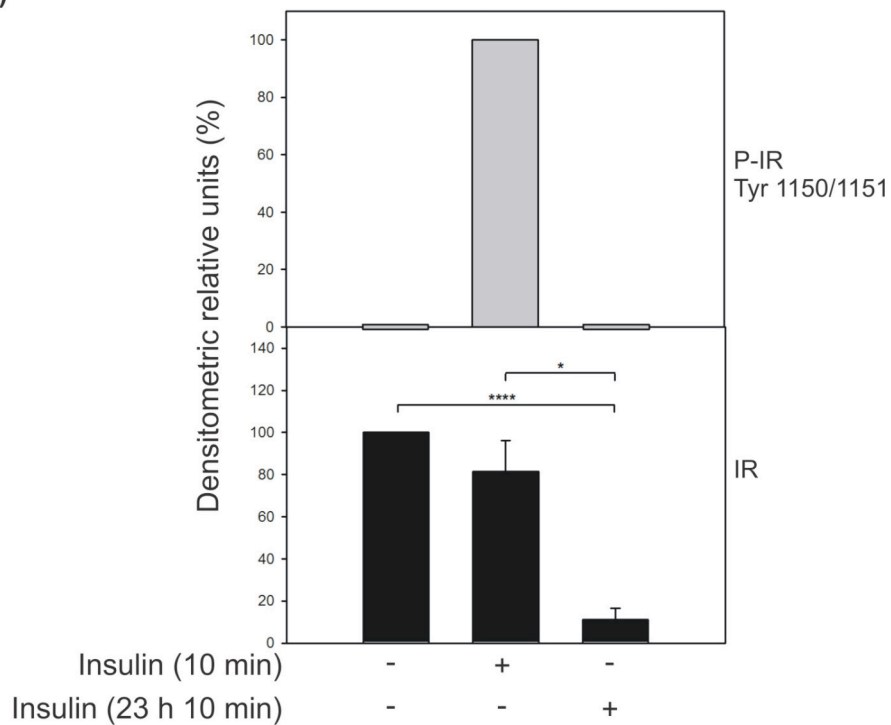 )
Densitometric relative units (%)
100
80
60
40
20
0
P-IR
Tyr 1150/1151
140
120
100
80
60
40
20
0
*
****
IR
Insulin (10 min) - + -
Insulin (23 h 10 min) - - +